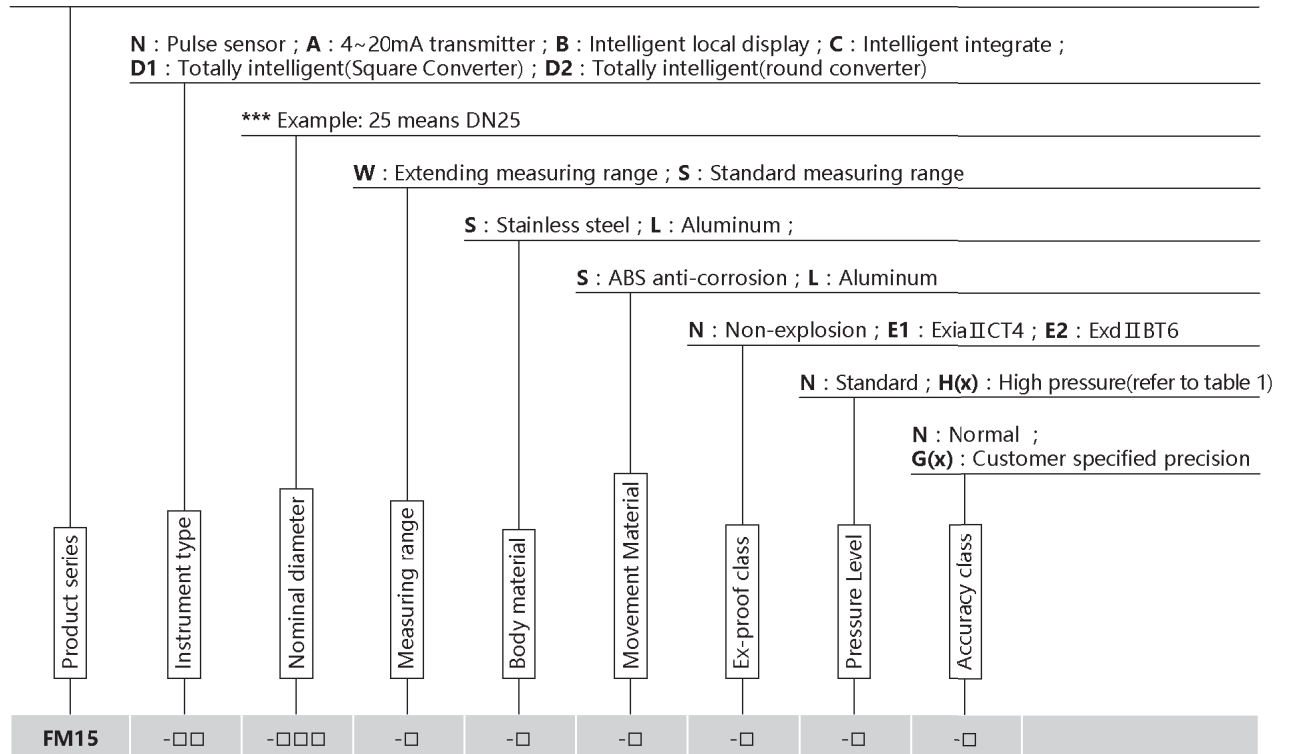 N : Pulse sensor ; A : 4~20mA transmitter ; B : Intelligent local display ; C : Intelligent integrate ;
D1 : Totally intelligent(Square Converter) ; D2 : Totally intelligent(round converter)
*** Example: 25 means DN25
W : Extending measuring range ; S : Standard measuring range
S : Stainless steel ; L : Aluminum ;
S : ABS anti-corrosion ; L : Aluminum
N : Non-explosion ; E1 : ExiaⅡCT4 ; E2 : ExdⅡBT6
N : Standard ; H(x) : High pressure(refer to table 1)
N : Normal ;
G(x) : Customer specified precision
Product series
Instrument type
Nominal diameter
Measuring range
Body material
Movement Material
Ex-proof class
Pressure Level
Accuracy class
FM15 -□□ -□□□ -□ -□ -□ -□ -□ -□